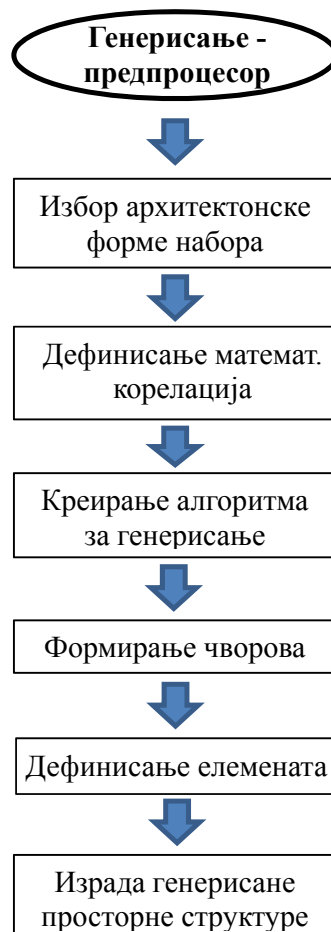 Генерисање -
предпроцесор
Избор архитектонске
форме набора
Дефинисање математ.
корелација
Креирање алгоритма
за генерисање
Формирање чворова
Дефинисање елемената
Израда генерисане
просторне структуре